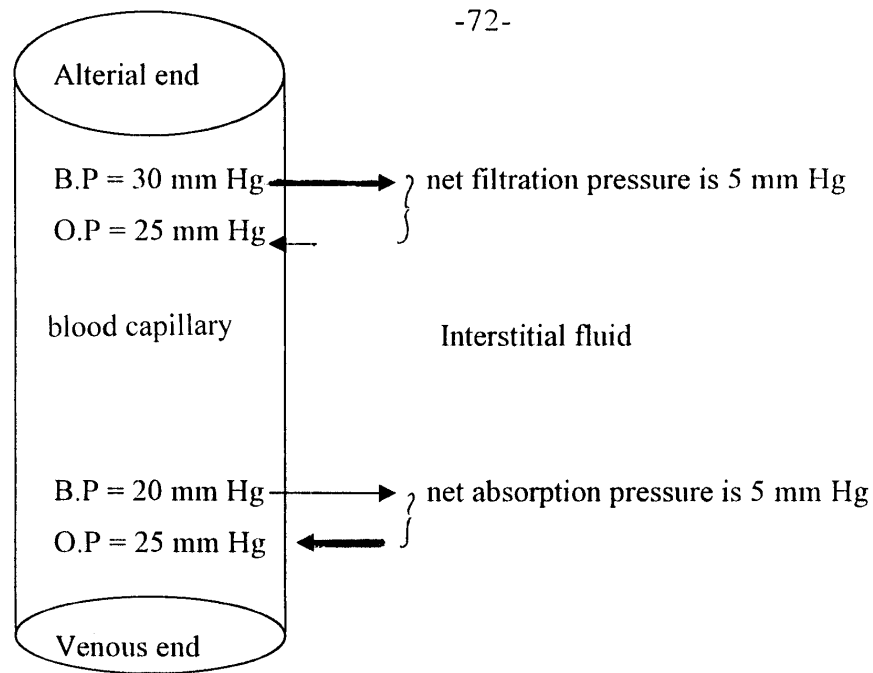 -72-
Alterial end
B.P = 30 mm Hg net filtration pressure is 5 mm Hg
O.P = 25 mm Hg
blood capillary Interstitial fluid
B.P = 20 mm Hg net absorption pressure is 5 mm Hg
O.P = 25 mm Hg
Venous end